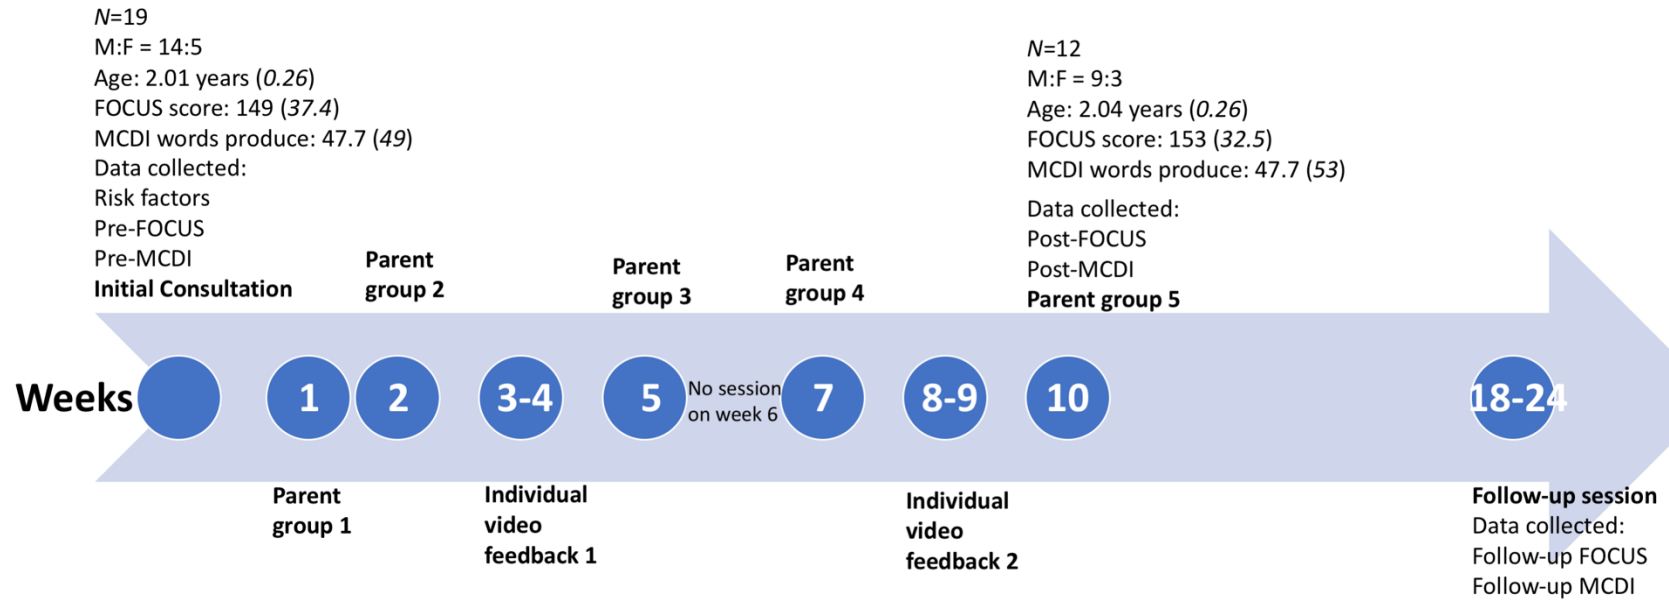 N=19
M:F = 14:5
Age: 2.01 years (0.26)
FOCUS score: 149 (37.4)
MCDI words produce: 47.7 (49)
Data collected:
Risk factors
Pre-FOCUS
Pre-MCDI
Initial Consultation
Parent
group 2
Parent
group 3
Parent
group 4
N=12
M:F = 9:3
Age: 2.04 years (0.26)
FOCUS score: 153 (32.5)
MCDI words produce: 47.7 (53)
Data collected:
Post-FOCUS
Post-MCDI
Parent group 5
Weeks
1
2
3-4
5
No session
on week 6
7
8-9
10
18-24
Parent
group 1
Individual
video
feedback 1
Individual
video
feedback 2
Follow-up session
Data collected:
Follow-up FOCUS
Follow-up MCDI